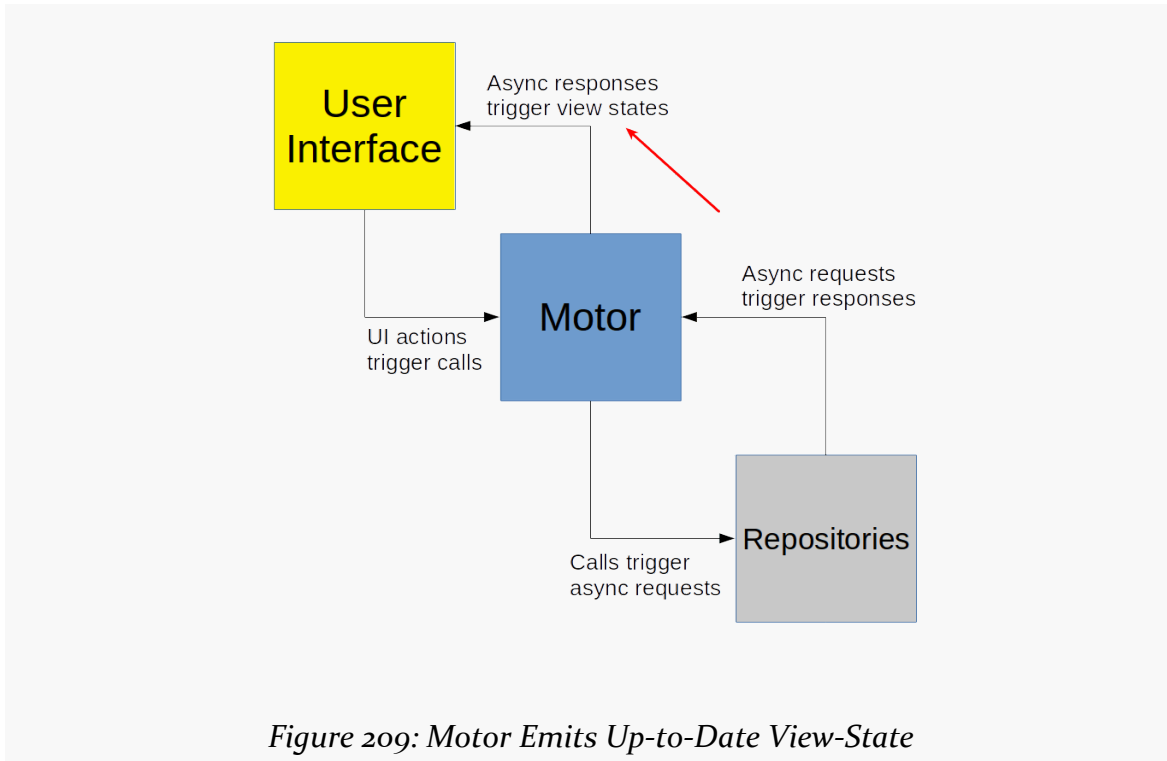 User
Interface
Async responses
trigger view states
Motor
Async requests
trigger responses
UI actions
trigger calls
Repositories
Calls trigger
async requests
Figure 209: Motor Emits Up-to-Date View-State